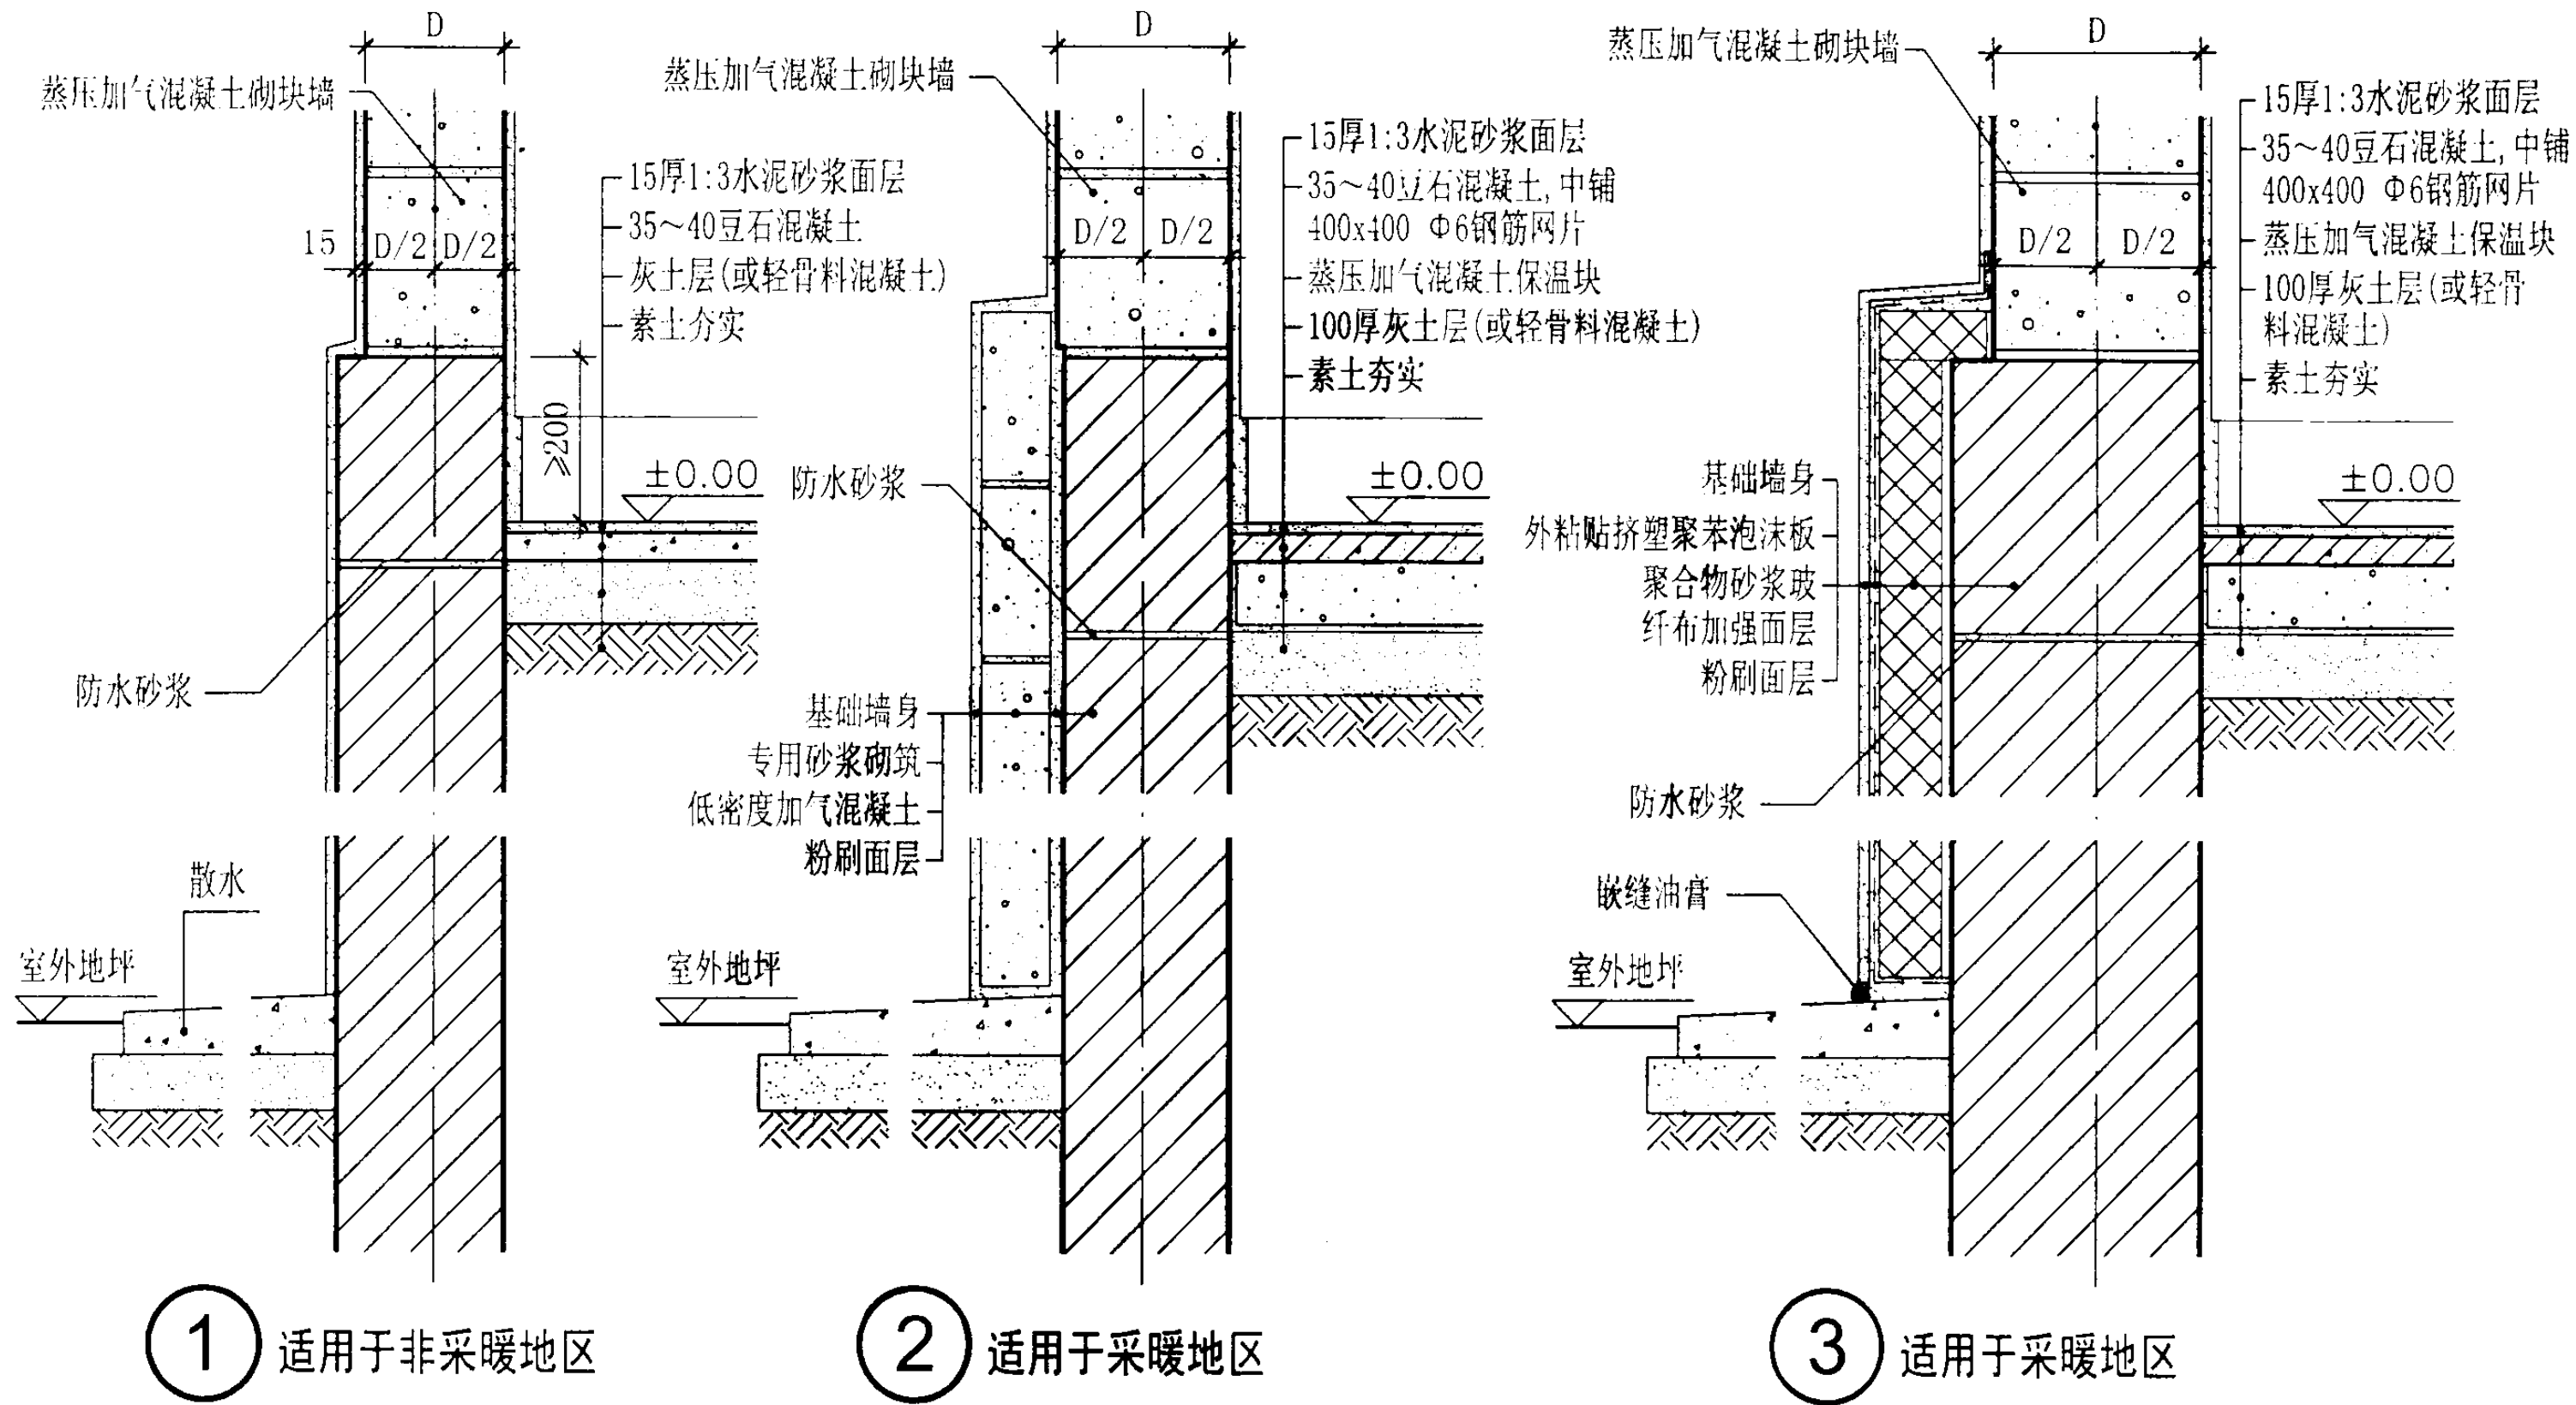 D
蒸压加气混凝土砌块墙
15厚1:3水泥砂浆面层
35～40豆石混凝土
灰土层(或轻骨料混凝土)
素土夯实
15
D/2
D/2
≥200
±0.00
防水砂浆
散水
室外地坪
1
适用于非采暖地区
D
蒸压加气混凝土砌块墙
15厚1:3水泥砂浆面层
35～40豆石混凝土,中铺
400x400 Φ6钢筋网片
蒸压加气混凝土保温块
100厚灰土层(或轻骨料混凝土)
素土夯实
D/2
D/2
±0.00
防水砂浆
基础墙身
专用砂浆砌筑
低密度加气混凝土
粉刷面层
室外地坪
2
适用于采暖地区
D
蒸压加气混凝土砌块墙
15厚1:3水泥砂浆面层
35～40豆石混凝土,中铺
400x400 Φ6钢筋网片
蒸压加气混凝土保温块
100厚灰土层(或轻骨
料混凝土)
素土夯实
D/2
D/2
±0.00
基础墙身
外粘贴挤塑聚苯泡沫板
聚合物砂浆玻
纤布加强面层
粉刷面层
防水砂浆
嵌缝油膏
室外地坪
3
适用于采暖地区